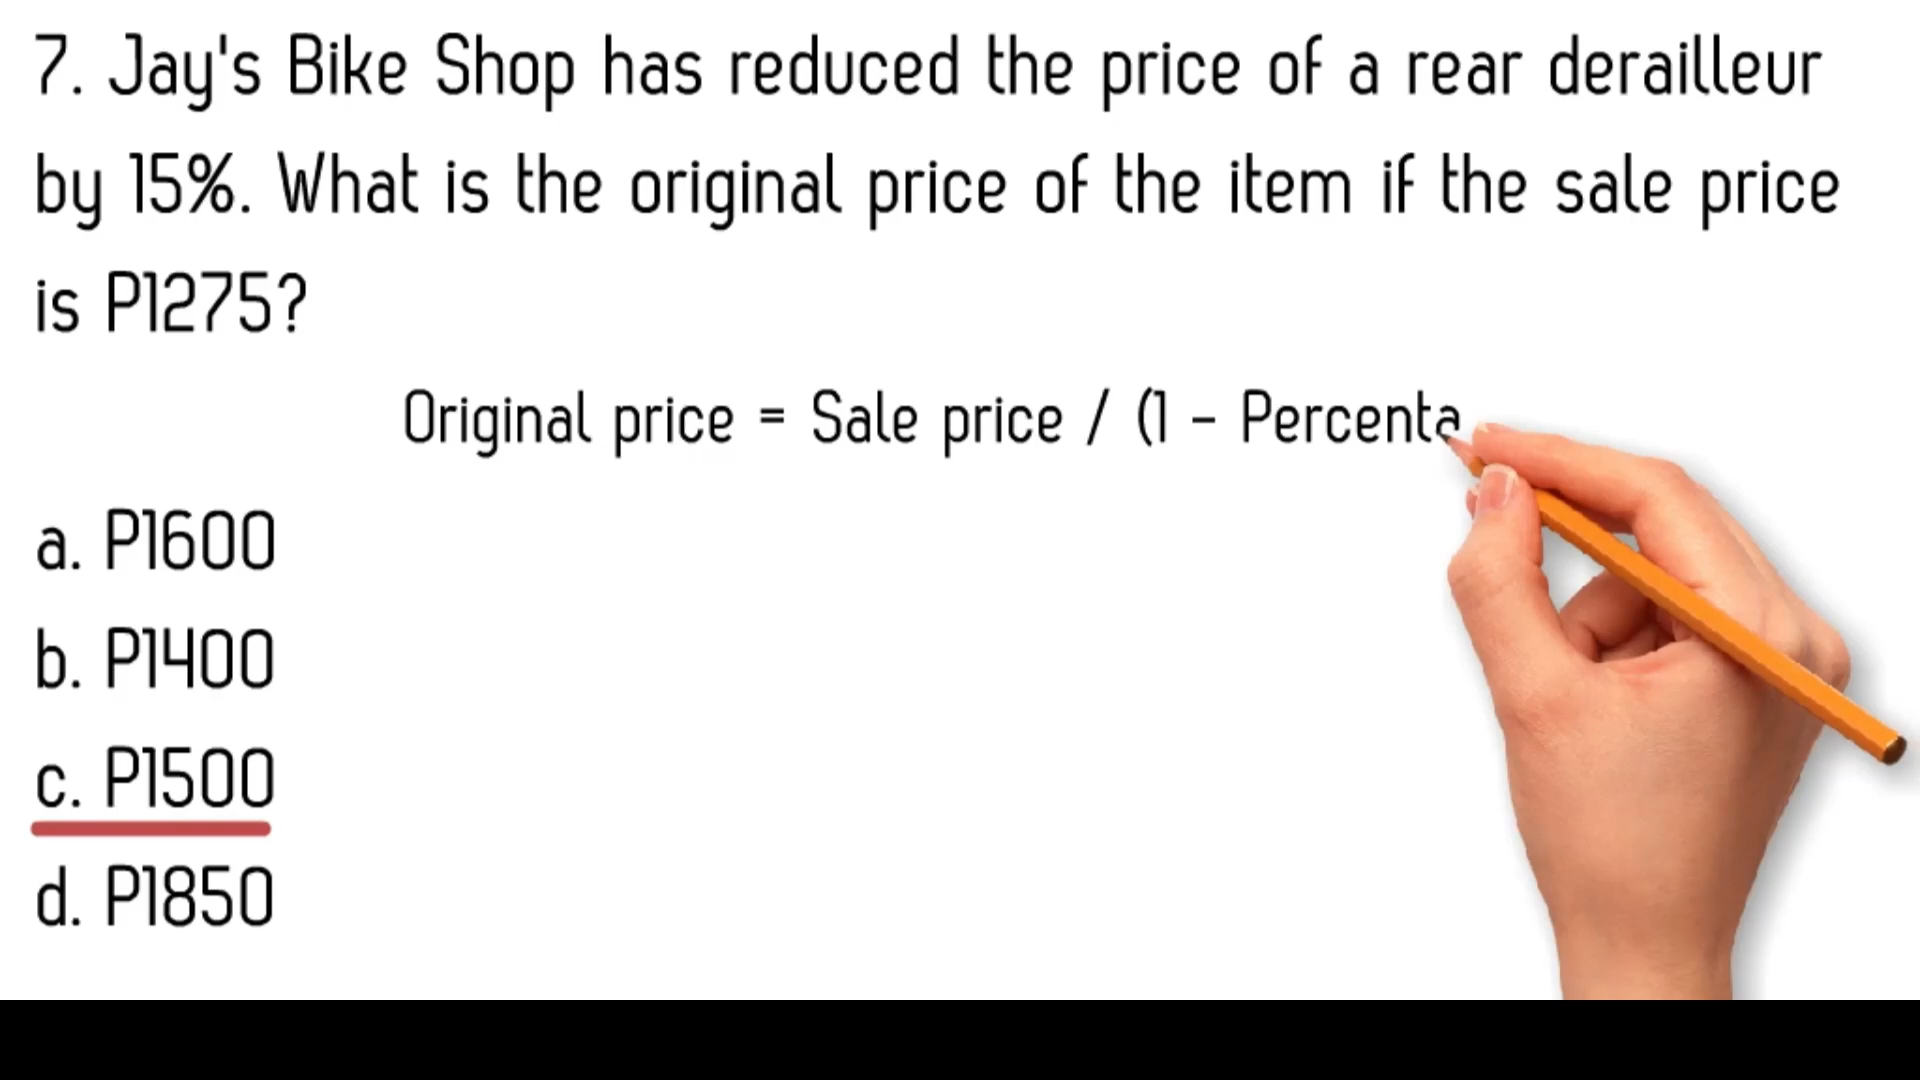 7. Jay's Bike Shop has reduced the price of a rear derailleur
by 15%. What is the original price of the item if the sale price
is P1275?
Original price = Sale price / (1 - Percenta
a. P1600
b. P1400
c. P1500
d. P1850